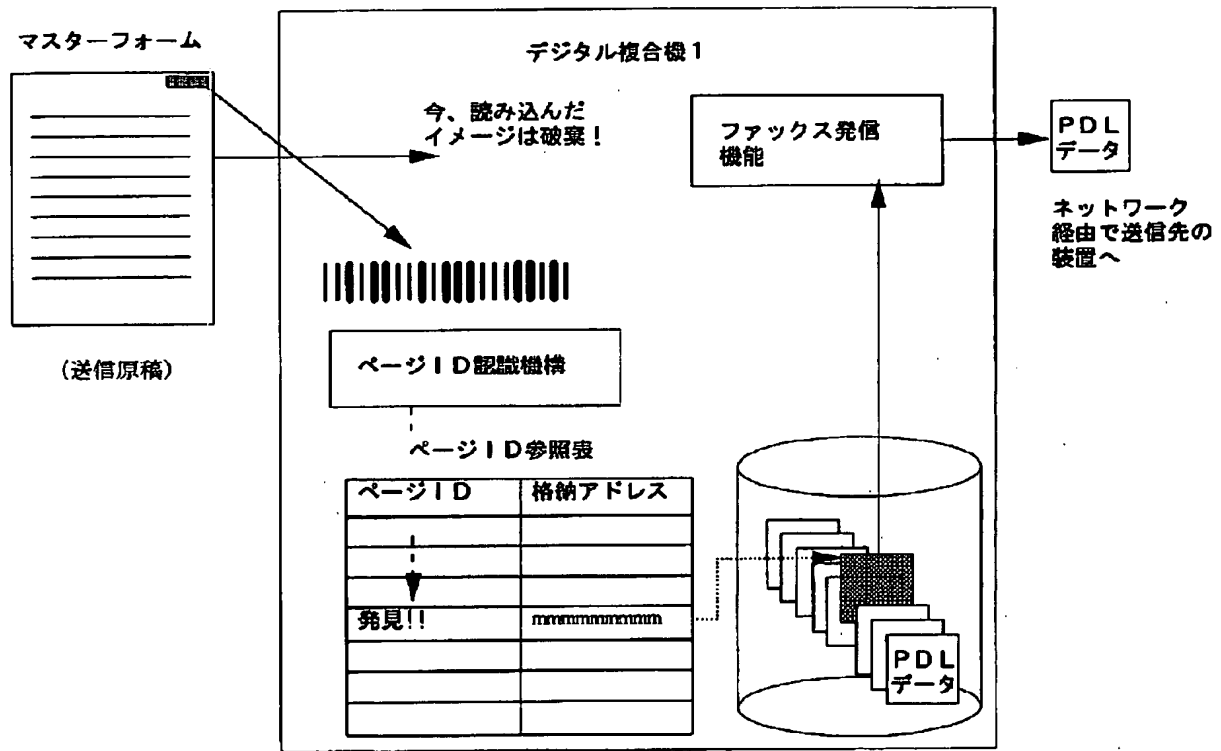 マスターフォーム
(送信原稿)
デジタル複合機1
今、読み込んだ
イメージは破棄!
ファックス発信
機能
PDL
データ
ネットワーク
経由で送信先の
装置へ
ページID認識機構
ページID参照表
ページID
格納アドレス
発見!!
mmmmmmmm
PDL
データ